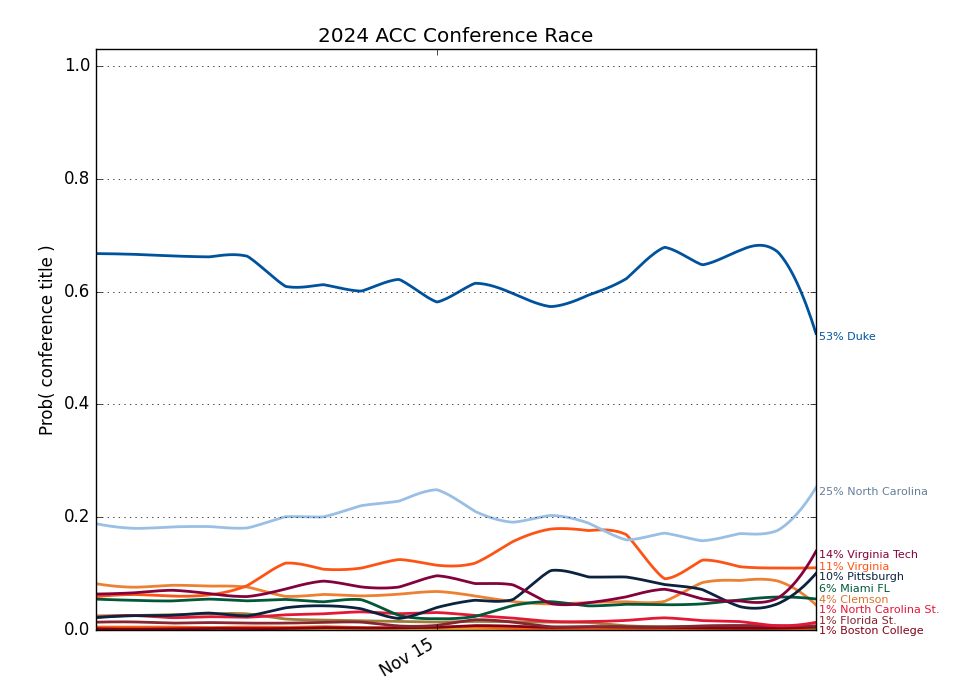 2024 ACC Conference Race
Prob( conference title )
1.0
0.8
0.6
0.4
0.2
0.0
Nov 15
53% Duke
25% North Carolina
14% Virginia Tech
11% Virginia
10% Pittsburgh
6% Miami FL
4% Clemson
1% North Carolina St.
1% Florida St.
1% Boston College